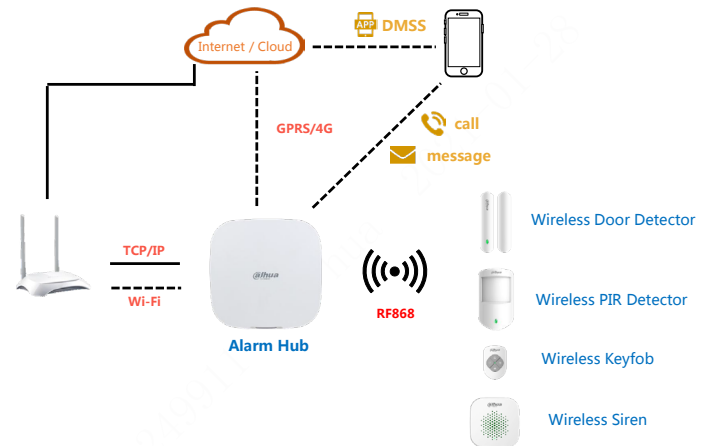 Internet / Cloud
APP DMSS
GPRS/4G
call
message
Wireless Door Detector
TCP/IP
alhua
Wi-Fi
RF868
Wireless PIR Detector
Alarm Hub
Wireless Keyfob
Wireless Siren